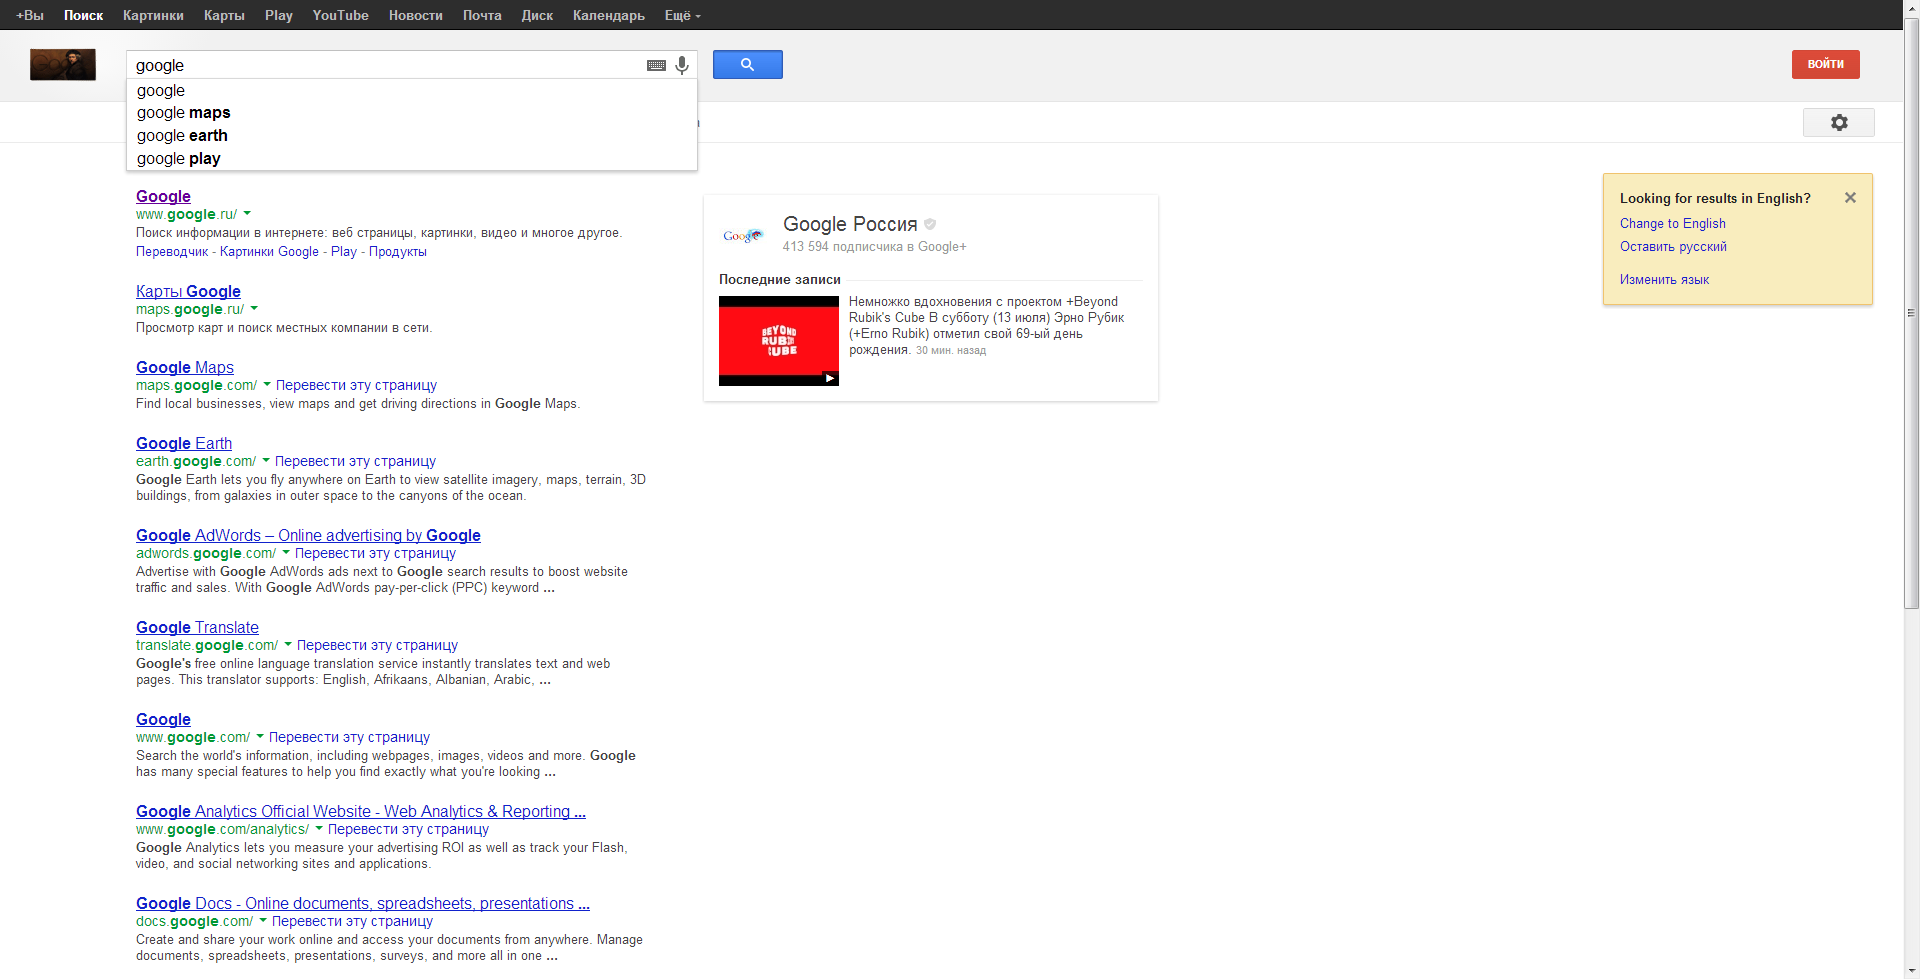 +Вы Поиск Картинки Карты Play YouTube Новости Почта Диск Календарь Ещё
google
ВОЙТИ
google
google maps
google earth
google play
Google
www.google.ru/
Поиск информации в интернете: веб страницы, картинки, видео и многое другое.
Переводчик - Картинки Google - Play - Продукты
Карты Google
maps.google.ru/
Просмотр карт и поиск местных компании в сети.
Google Maps
maps.google.com/ Перевести эту страницу
Find local businesses, view maps and get driving directions in Google Maps.
Google Earth
earth.google.com/ Перевести эту страницу
Google Earth lets you fly anywhere on Earth to view satellite imagery, maps, terrain, 3D
buildings, from galaxies in outer space to the canyons of the ocean.
Google AdWords – Online advertising by Google
adwords.google.com/ Перевести эту страницу
Advertise with Google AdWords ads next to Google search results to boost website
traffic and sales. With Google AdWords pay-per-click (PPC) keyword ...
Google Translate
translate.google.com/ Перевести эту страницу
Google's free online language translation service instantly translates text and web
pages. This translator supports: English, Afrikaans, Albanian, Arabic, ...
Google
www.google.com/ Перевести эту страницу
Search the world's information, including webpages, images, videos and more. Google
has many special features to help you find exactly what you're looking ...
Google Analytics Official Website - Web Analytics & Reporting ...
www.google.com/analytics/ Перевести эту страницу
Google Analytics lets you measure your advertising ROI as well as track your Flash,
video, and social networking sites and applications.
Google Docs - Online documents, spreadsheets, presentations ...
docs.google.com/ Перевести эту страницу
Create and share your work online and access your documents from anywhere. Manage
documents, spreadsheets, presentations, surveys, and more all in one ...
Google
Google Россия
413 594 подписчика в Google+
Последние записи
BEYOND
RUBIK
CUBE
Немножко вдохновения с проектом +Beyond
Rubik's Cube В субботу (13 июля) Эрно Рубик
(+Erno Rubik) отметил свой 69-ый день
рождения. 30 мин. назад
Looking for results in English?
Change to English
Оставить русский
Изменить язык